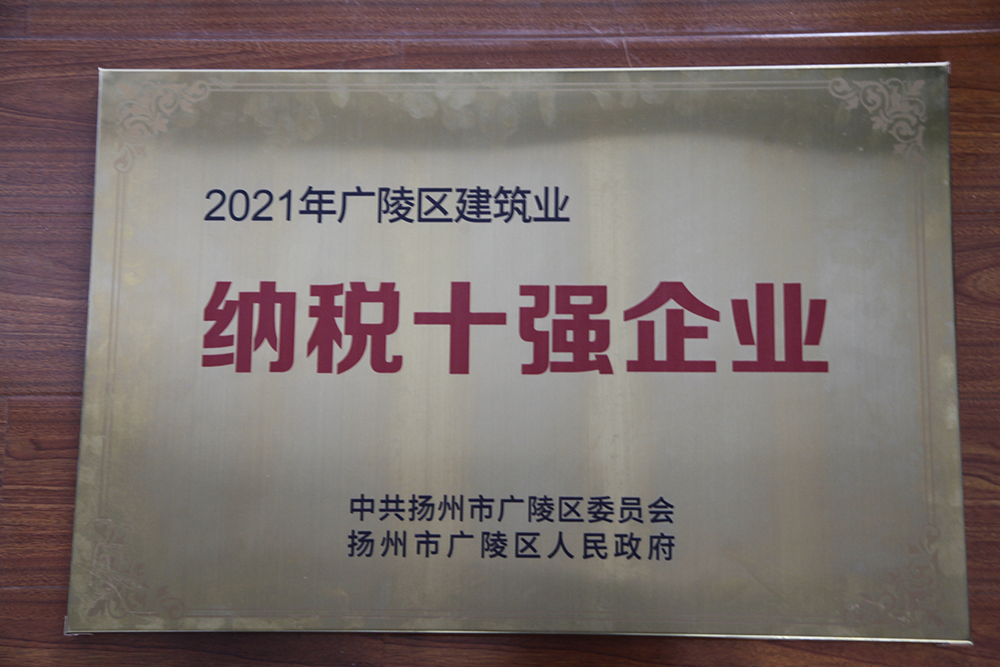 2021年广陵区建筑业
纳税十强企业
中共扬州市广陵区委员会
扬州市广陵区人民政府